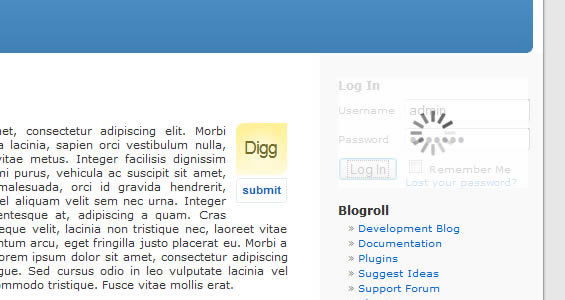 net, consectetur adipiscing elit. Morbi
a lacinia, sapien orci vestibulum nulla,
vitae metus. Integer facilisis dignissim
mi purus, vehicula ac suscipit sit amet,
malesuada, orci id gravida hendrerit,
vel aliquam velit sem nec urna. Integer
entesque at, adipiscing a quam. Cras
eque velit, lacinia non tristique nec, laoreet vitae
ntum arcu, eget fringilla justo placerat eu. Morbi a
orem ipsum dolor sit amet, consectetur adipiscing
gue. Sed cursus odio in leo vulputate lacinia vel
ommodo tristique. Fusce vitae mollis erat.
Digg
submit
Log In
Username admin
Password
Log In Remember Me
Lost your password?
Blogroll
» Development Blog
» Documentation
» Plugins
» Suggest Ideas
» Support Forum